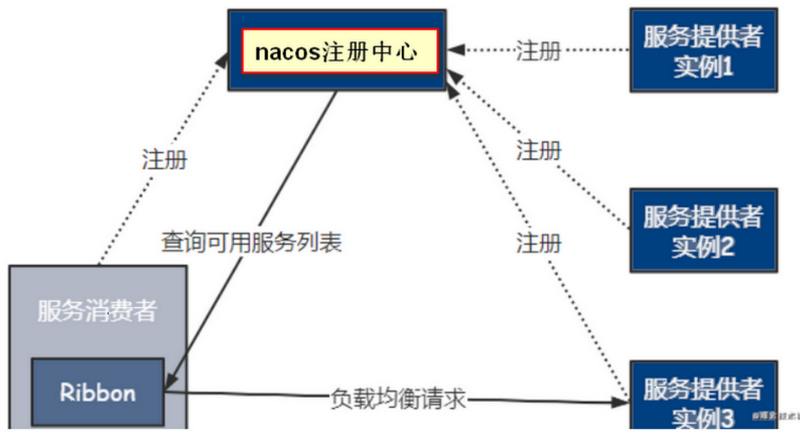 nacos注册中心
注册
服务提供者
实例1
注册
注册
服务提供者
实例2
查询可用服务列表
注册
服务消费者
Ribbon
负载均衡请求
服务提供者
实例3